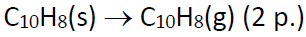 C₁₀H₈(s) → C₁₀H₈(g) (2 p.)